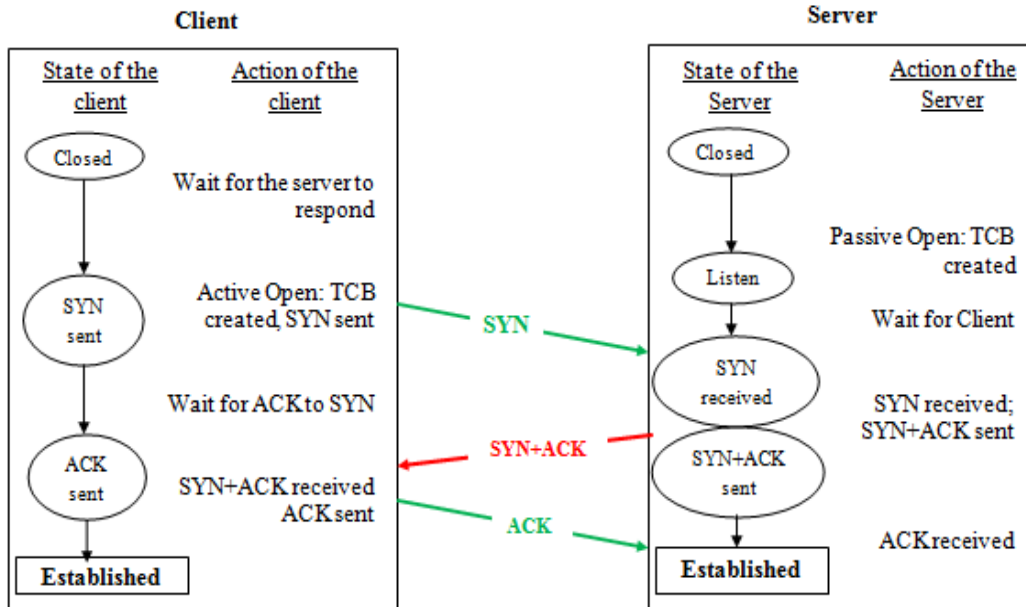 Client
State of the
client
Action of the
client
Closed
Wait for the server to
respond
SYN
sent
Active Open: TCB
created, SYN sent
Wait for ACK to SYN
ACK
sent
SYN+ACK received
ACK sent
Established
SYN
SYN+ACK
ACK
Server
State of the
Server
Action of the
Server
Closed
Passive Open: TCB
created
Listen
Wait for Client
SYN
received
SYN received;
SYN+ACK sent
SYN+ACK
sent
ACK received
Established